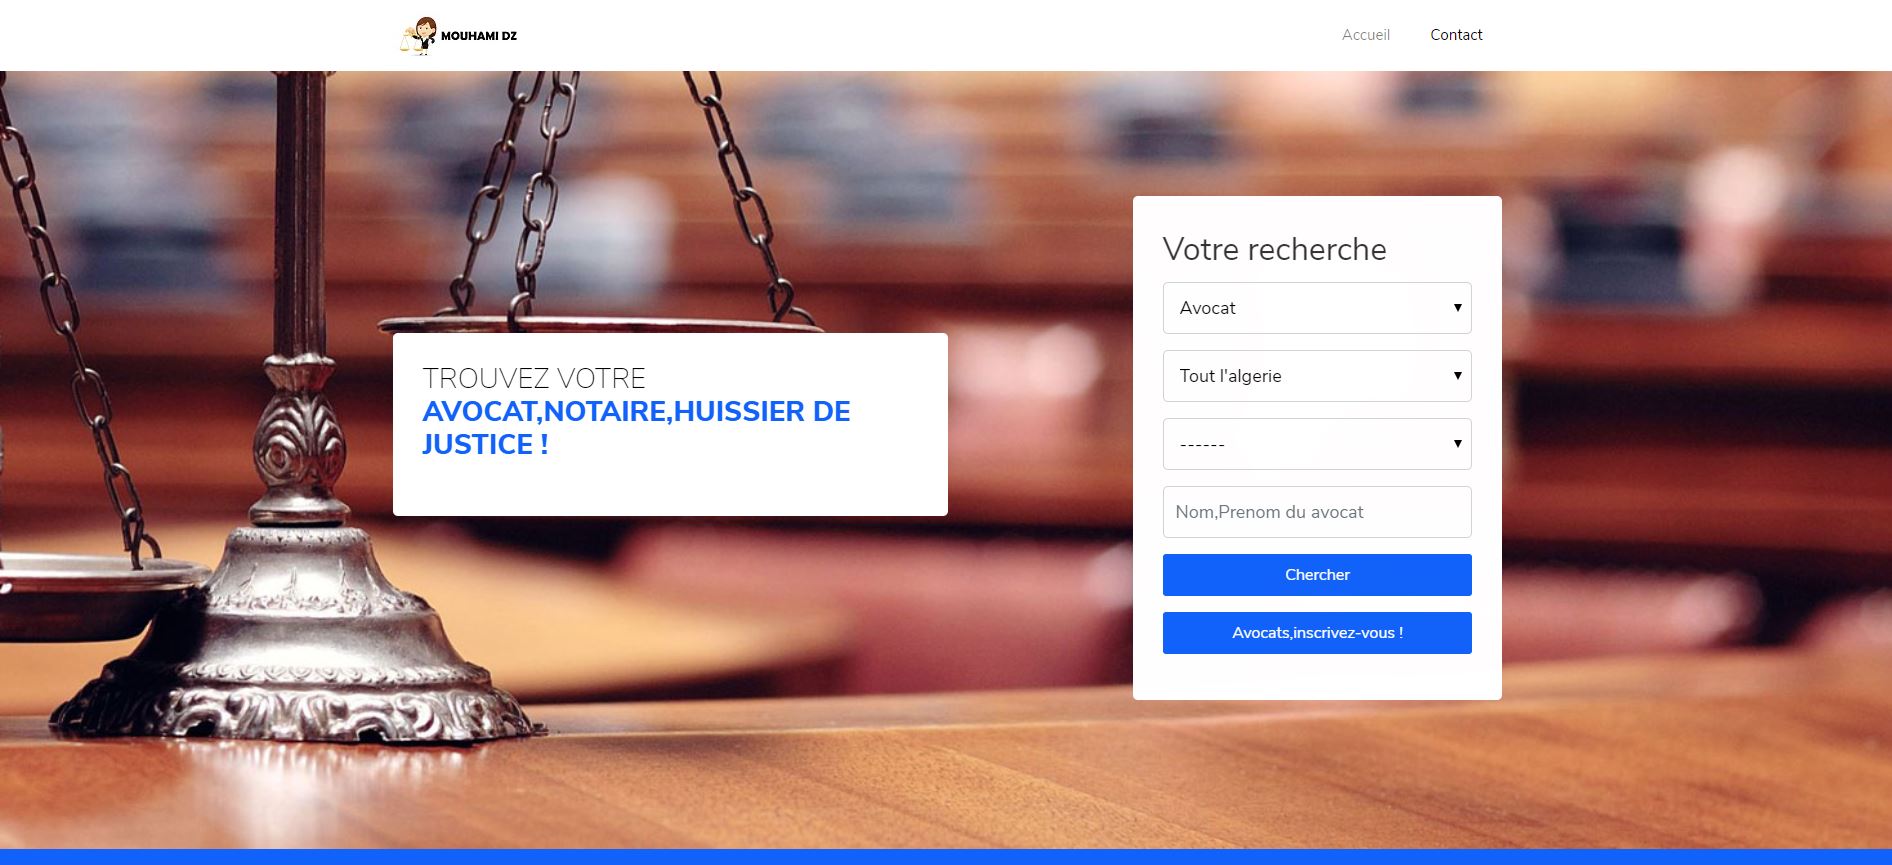 MOUHAMI DZ
Accueil
Contact
TROUVEZ VOTRE
AVOCAT,NOTAIRE,HUISSIER DE
JUSTICE !
Votre recherche
Avocat
Tout l'algerie
------
Nom,Prenom du avocat
Chercher
Avocats,inscrivez-vous !